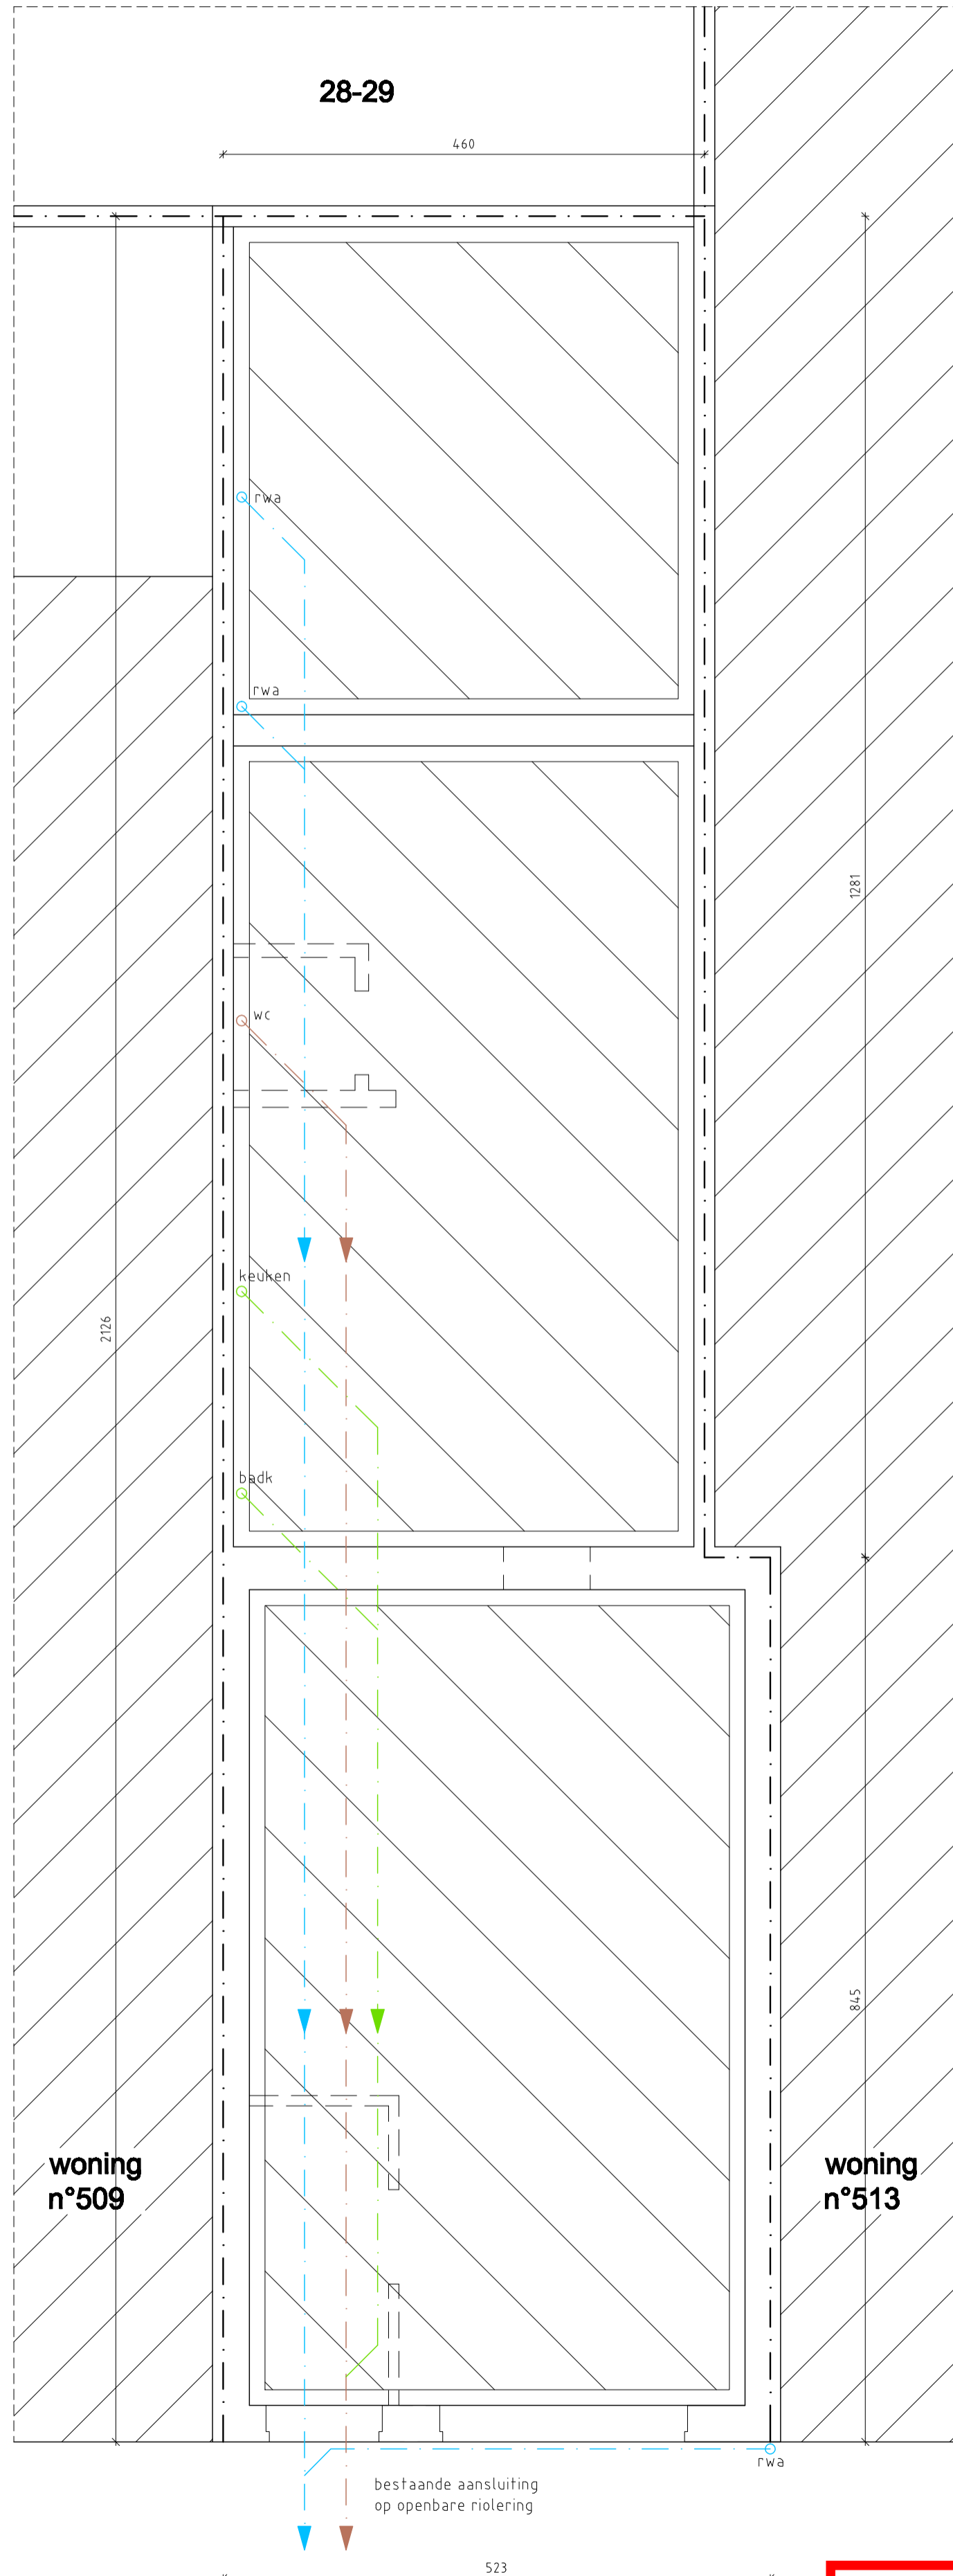 28-29
460
rwa
rwa
1281
wc
keuken
2126
badk
845
woning
n°509
woning
n°513
rwa
bestaande aansluiting
op openbare riolering
523